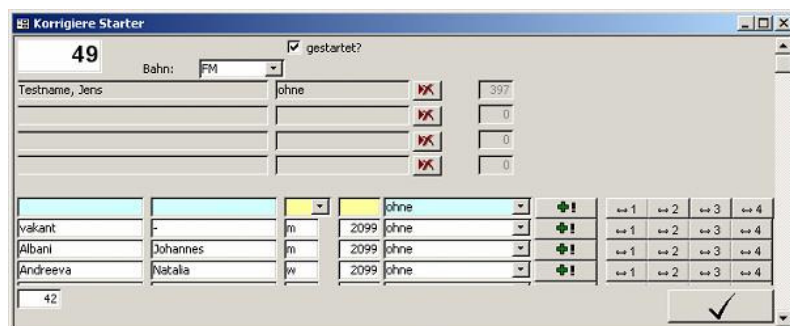 Korrigiere Starter
49 gestartet?
Bahn: FM
Testname, Jens ohne 397
0
0
0
ohne 1 2 3 4
vakant - m 2099 ohne 1 2 3 4
Albani Johannes m 2099 ohne 1 2 3 4
Andreeva Natalia w 2099 ohne 1 2 3 4
42